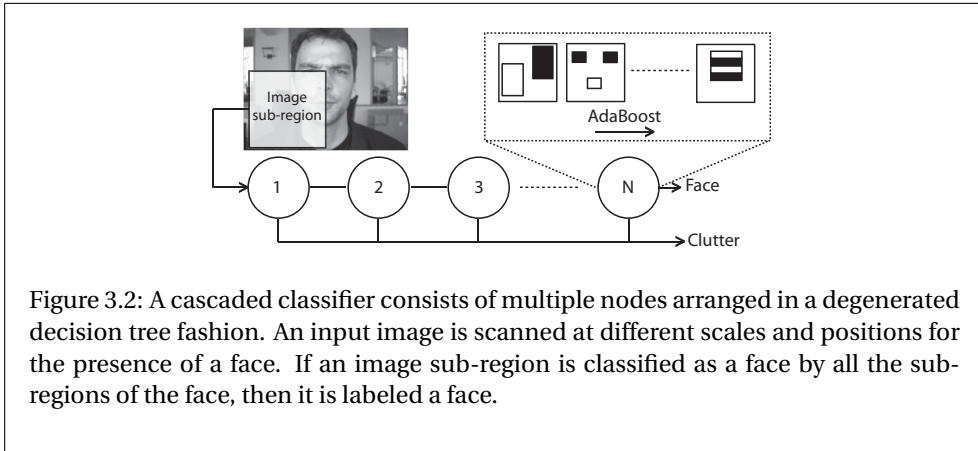 Image
sub-region
AdaBoost
1
2
3
N
Face
Clutter
Figure 3.2: A cascaded classifier consists of multiple nodes arranged in a degenerated
decision tree fashion. An input image is scanned at different scales and positions for
the presence of a face. If an image sub-region is classified as a face by all the sub-
regions of the face, then it is labeled a face.